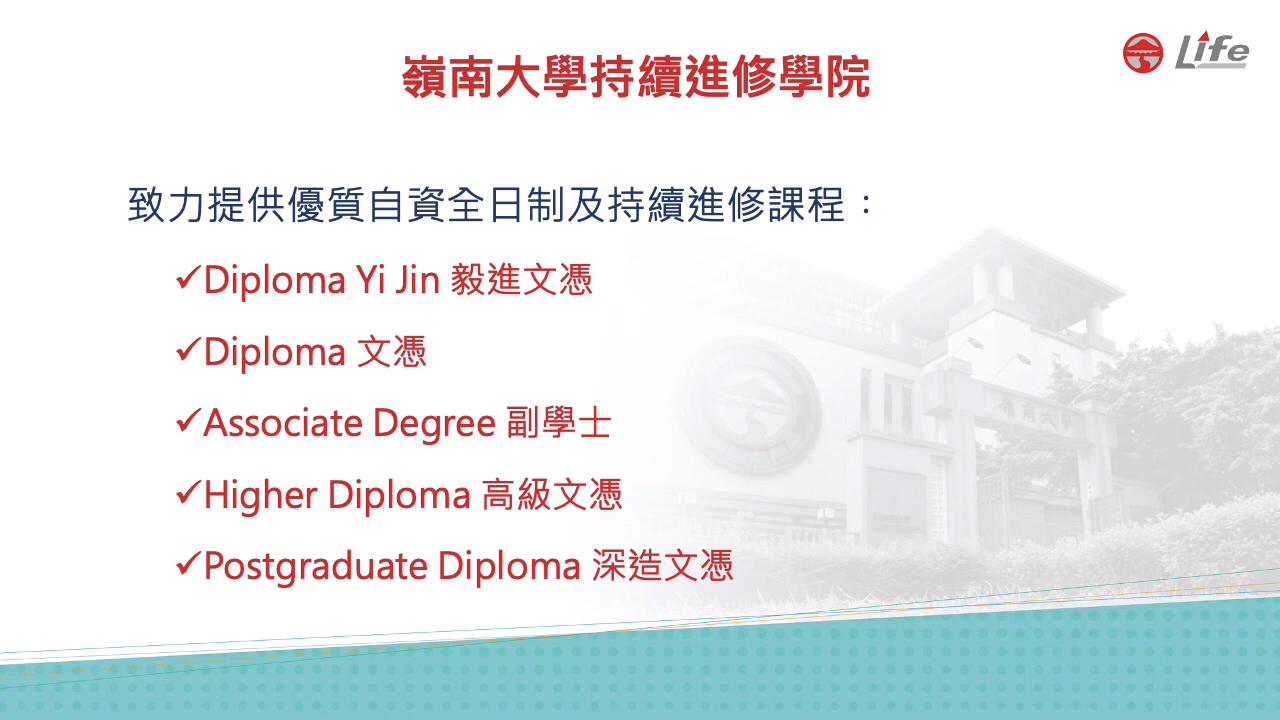 嶺南大學持續進修學院
Life
致力提供優質自資全日制及持續進修課程：
✓Diploma Yi Jin 毅進文憑
✓Diploma 文憑
✓Associate Degree 副學士
✓Higher Diploma 高級文憑
✓Postgraduate Diploma 深造文憑